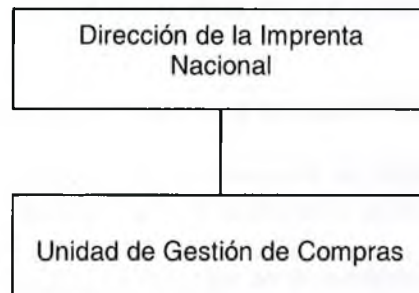 Dirección de la Imprenta
Nacional
Unidad de Gestión de Compras